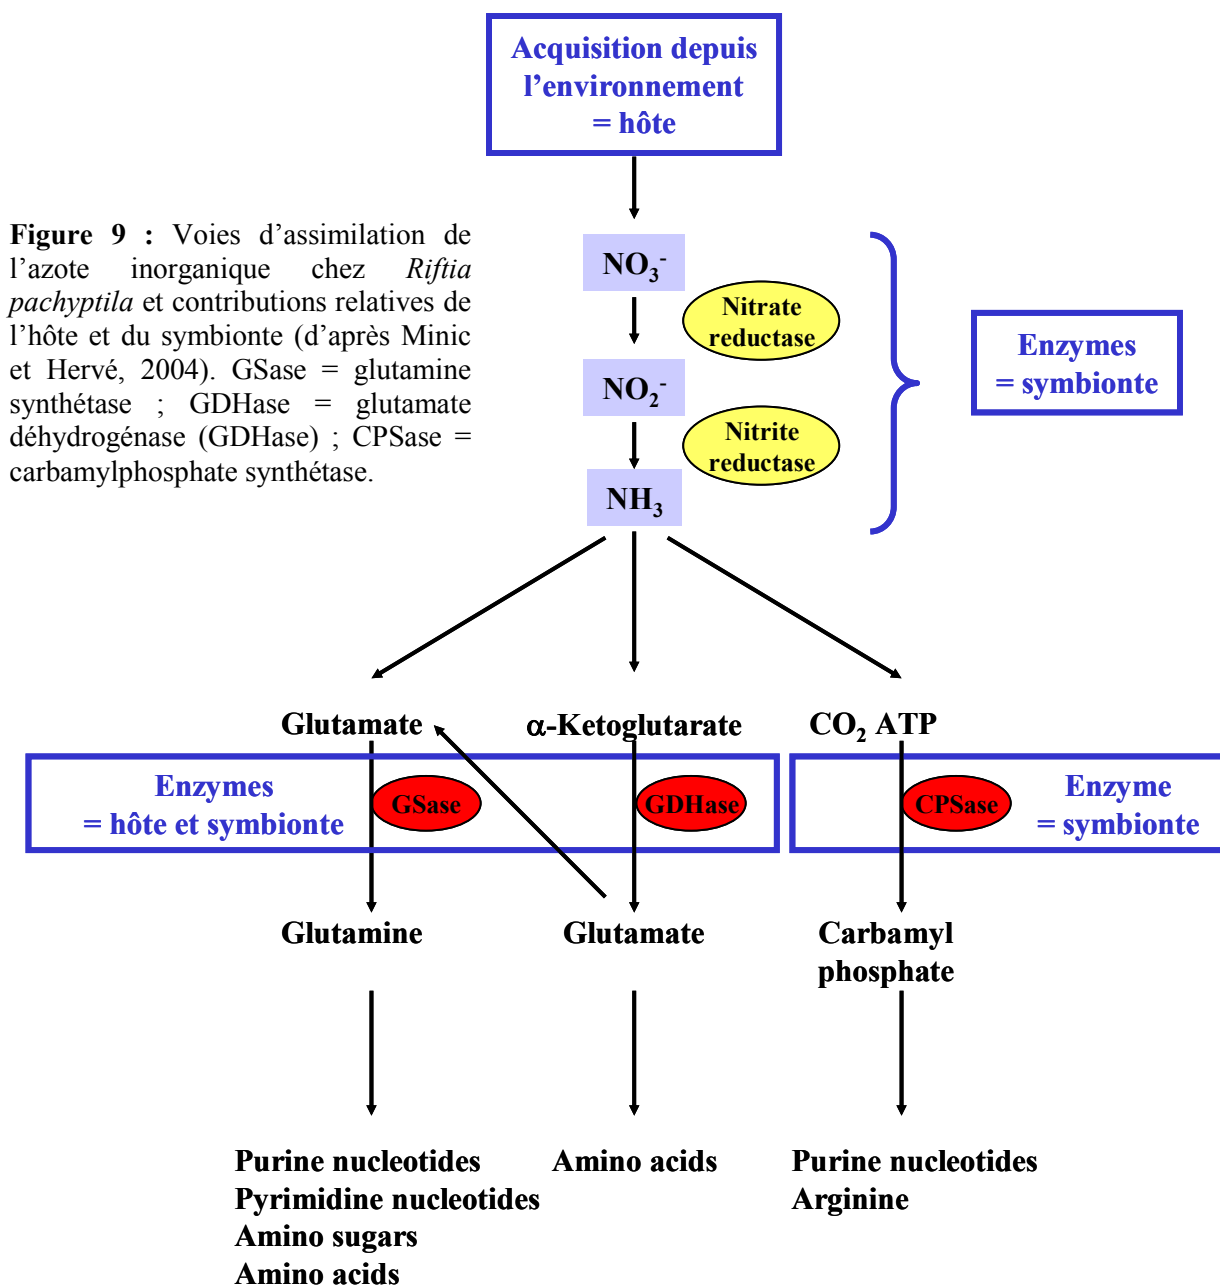 Acquisition depuis
l’environnement
= hôte
Figure 9 : Voies d’assimilation de
l’azote inorganique chez Riftia
pachyptila et contributions relatives de
l’hôte et du symbionte (d’après Minic
et Hervé, 2004). GSase = glutamine
synthétase ; GDHase = glutamate
déhydrogénase (GDHase) ; CPSase =
carbamylphosphate synthétase.
NO3-
Nitrate
reductase
Enzymes
= symbionte
NO2-
Nitrite
reductase
NH3
Glutamate
α-Ketoglutarate
CO2 ATP
Enzymes
= hôte et symbionte
GSase
GDHase
CPSase
Enzyme
= symbionte
Glutamine
Glutamate
Carbamyl
phosphate
Purine nucleotides
Pyrimidine nucleotides
Amino sugars
Amino acids
Amino acids
Purine nucleotides
Arginine